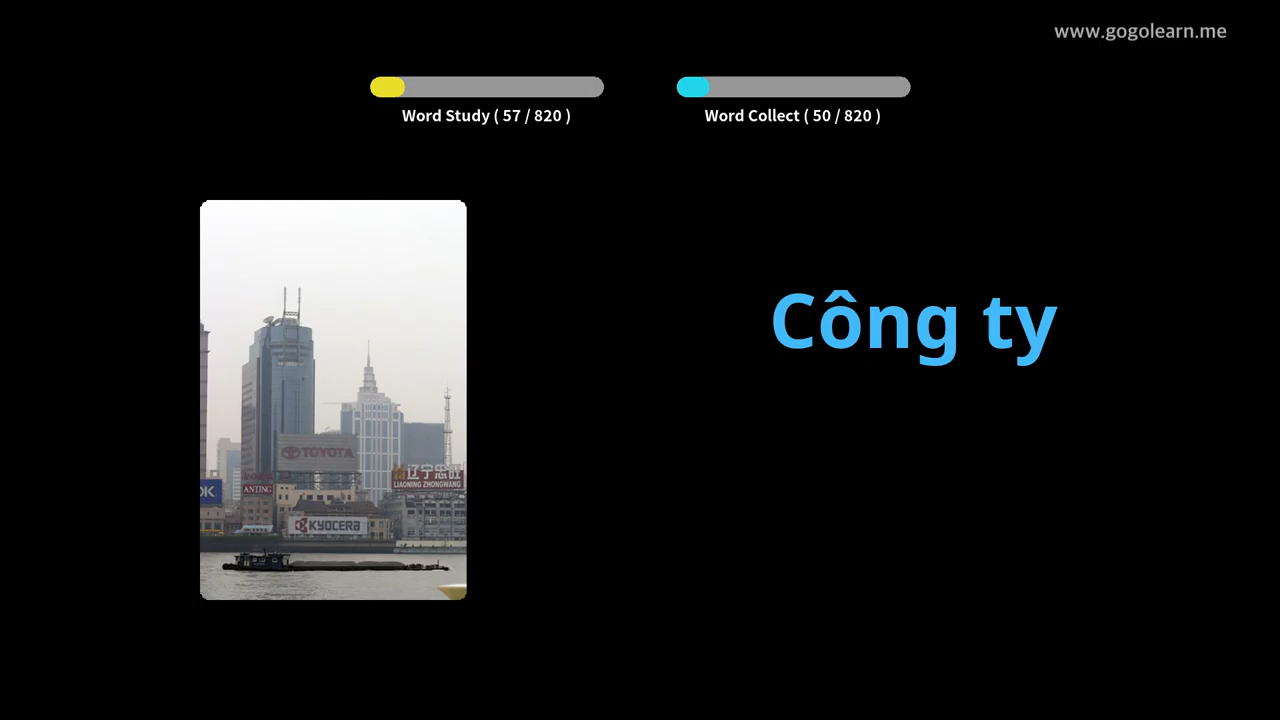 www.gogolearn.me
Word Study ( 57 / 820 )
Word Collect ( 50 / 820 )
Công ty
TOYOTA
辽宁忠旺
LIAONING ZHONGWANG
OK
ANTING
KYOCERA